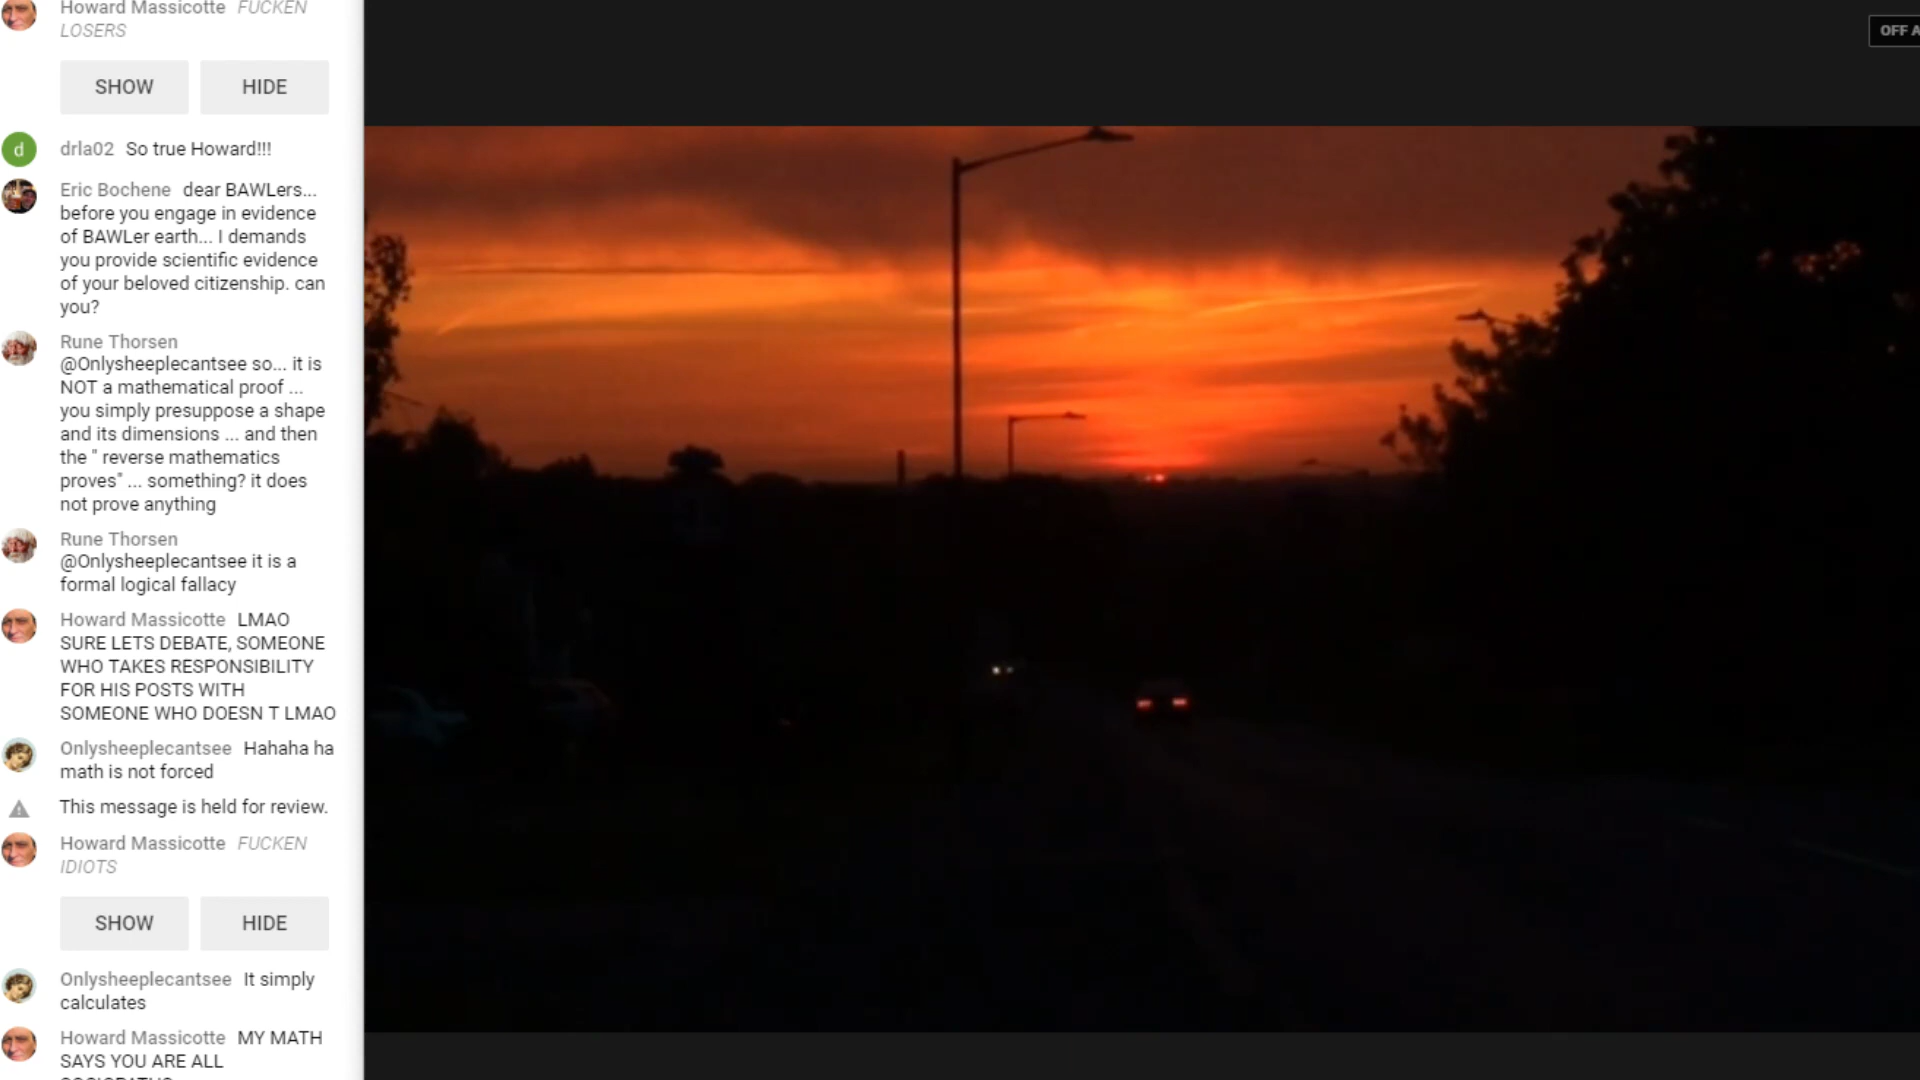 Howard Massicotte FUCKEN
LOSERS
SHOW HIDE
OFF A
d drla02 So true Howard!!!
Eric Bochene dear BAWLers...
before you engage in evidence
of BAWLer earth... I demands
you provide scientific evidence
of your beloved citizenship. can
you?
Rune Thorsen
@Onlysheeplecantsee so... it is
NOT a mathematical proof ...
you simply presuppose a shape
and its dimensions ... and then
the " reverse mathematics
proves" ... something? it does
not prove anything
Rune Thorsen
@Onlysheeplecantsee it is a
formal logical fallacy
Howard Massicotte LMAO
SURE LETS DEBATE, SOMEONE
WHO TAKES RESPONSIBILITY
FOR HIS POSTS WITH
SOMEONE WHO DOESN T LMAO
Onlysheeplecantsee Hahaha ha
math is not forced
This message is held for review.
Howard Massicotte FUCKEN
IDIOTS
SHOW HIDE
Onlysheeplecantsee It simply
calculates
Howard Massicotte MY MATH
SAYS YOU ARE ALL